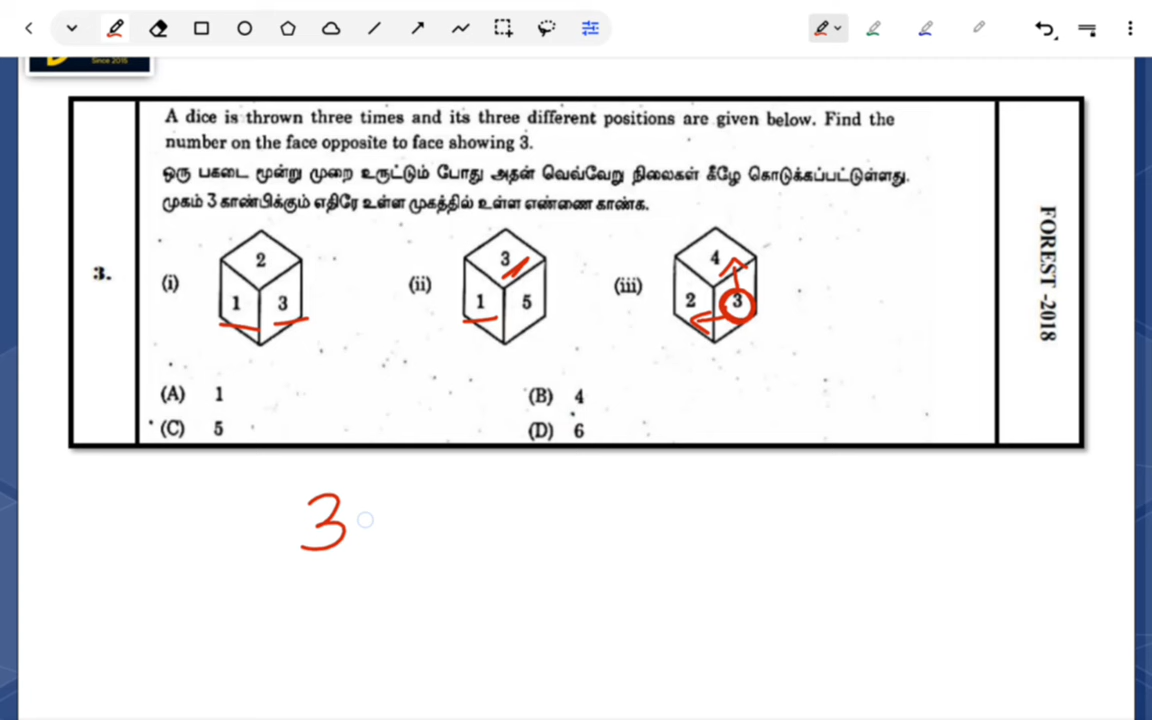 Since 2015
A dice is thrown three times and its three different positions are given below. Find the
number on the face opposite to face showing 3.
ஒரு பகடை மூன்று முறை உருட்டும் போது அதன் வெவ்வேறு நிலைகள் கீழே கொடுக்கப்பட்டுள்ளது.
முகம் 3 காண்பிக்கும் எதிரே உள்ள முகத்தில் உள்ள எண்ணை காண்க.
3.
(i) 2 1 3
(ii) 3 1 5
(iii) 4 2 3
(A) 1 (B) 4
(C) 5 (D) 6
FOREST -2018
3